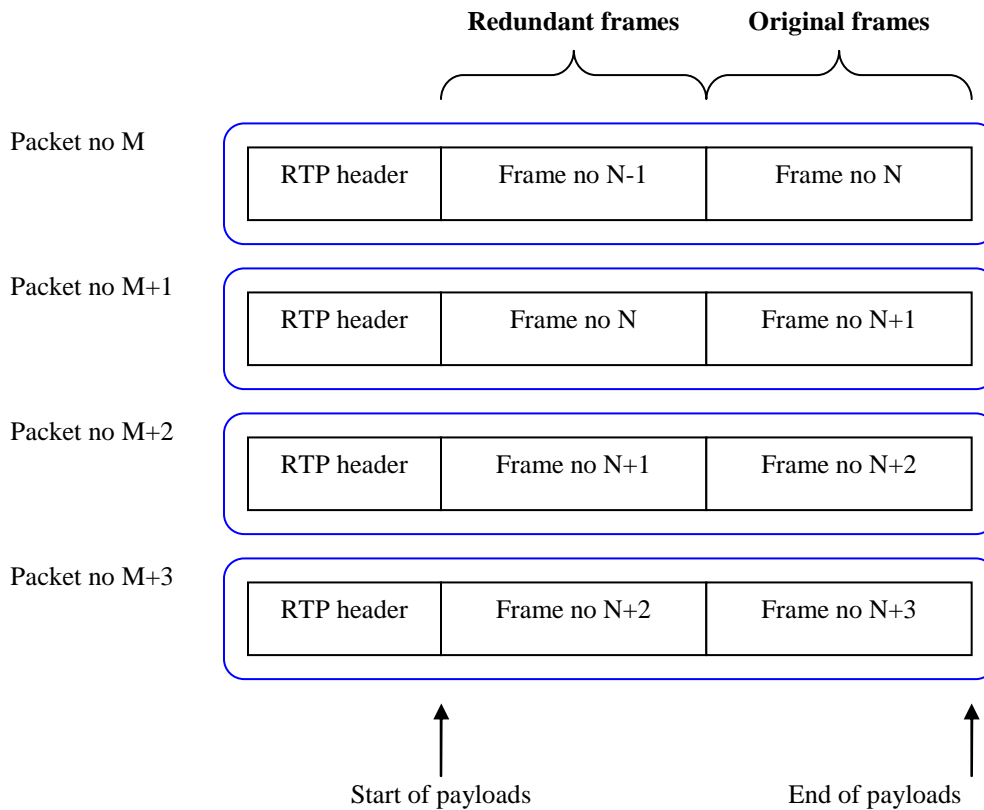 Redundant frames Original frames
Packet no M
RTP header Frame no N-1 Frame no N
Packet no M+1
RTP header Frame no N Frame no N+1
Packet no M+2
RTP header Frame no N+1 Frame no N+2
Packet no M+3
RTP header Frame no N+2 Frame no N+3
Start of payloads End of payloads